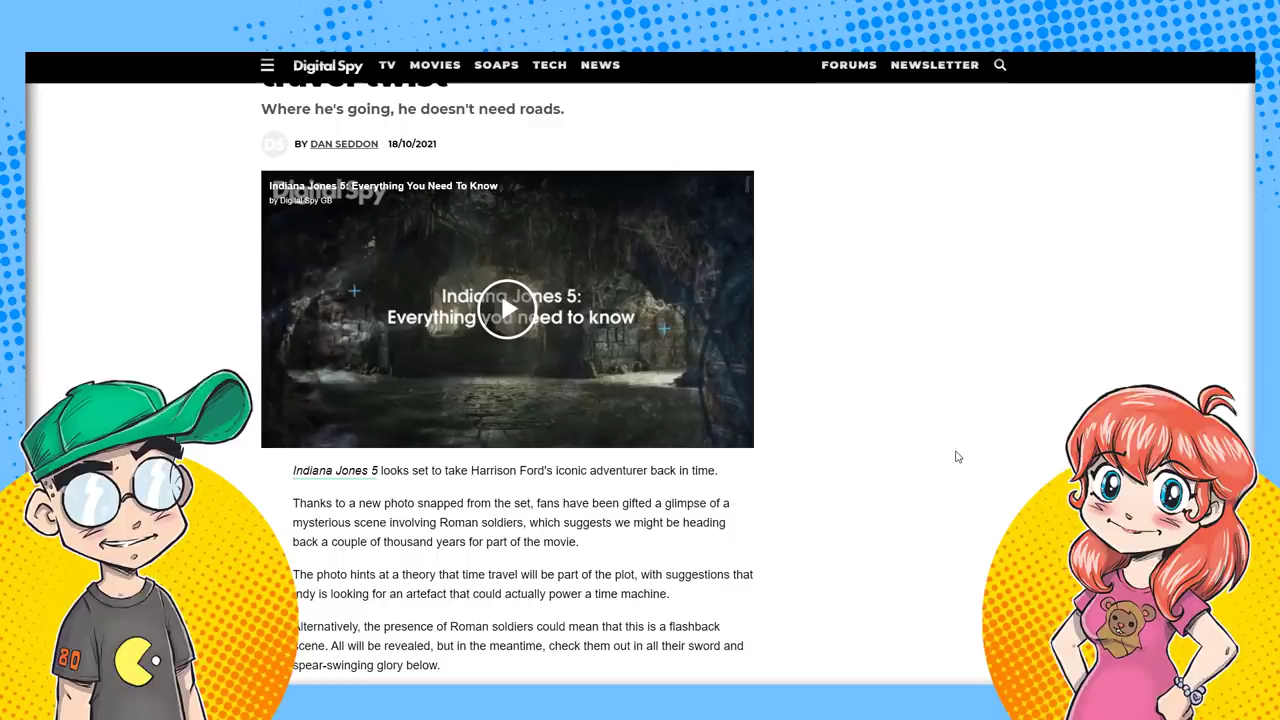 Digital Spy TV MOVIES SOAPS TECH NEWS FORUMS NEWSLETTER
travel twist
Where he's going, he doesn't need roads.
DS BY DAN SEDDON 18/10/2021
Digital Spy
Indiana Jones 5: Everything You Need To Know
by Digital Spy GB
Indiana Jones 5:
Everything you need to know
Indiana Jones 5 looks set to take Harrison Ford's iconic adventurer back in time.
Thanks to a new photo snapped from the set, fans have been gifted a glimpse of a
mysterious scene involving Roman soldiers, which suggests we might be heading
back a couple of thousand years for part of the movie.
The photo hints at a theory that time travel will be part of the plot, with suggestions that
ndy is looking for an artefact that could actually power a time machine.
Alternatively, the presence of Roman soldiers could mean that this is a flashback
scene. All will be revealed, but in the meantime, check them out in all their sword and
spear-swinging glory below.
80